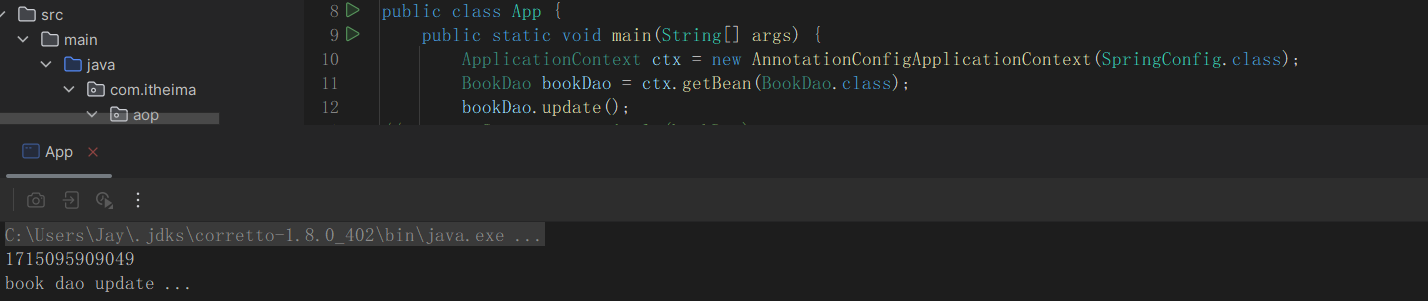 src
main
java
com.itheima
aop
8 public class App {
9 public static void main(String[] args) {
10 ApplicationContext ctx = new AnnotationConfigApplicationContext(SpringConfig.class);
11 BookDao bookDao = ctx.getBean(BookDao.class);
12 bookDao.update();
App
C:\Users\Jay\.jdks\corretto-1.8.0_402\bin\java.exe ...
1715095909049
book dao update ...